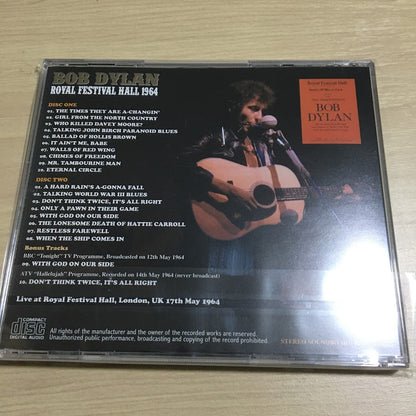 BOB DYLAN
ROYAL FESTIVAL HALL 1964
Royal Festival Hall
BOB
DYLAN
DISC ONE
01. THE TIMES THEY ARE A-CHANGIN'
02. GIRL FROM THE NORTH COUNTRY
03. WHO KILLED DAVEY MOORE?
04. TALKING JOHN BIRCH PARANOID BLUES
05. BALLAD OF HOLLIS BROWN
06. IT AIN'T ME, BABE
07. WALLS OF RED WING
08. CHIMES OF FREEDOM
09. MR. TAMBOURINE MAN
10. ETERNAL CIRCLE
DISC TWO
01. A HARD RAIN'S A-GONNA FALL
02. TALKING WORLD WAR III BLUES
03. DON'T THINK TWICE, IT'S ALL RIGHT
04. ONLY A PAWN IN THEIR GAME
05. WITH GOD ON OUR SIDE
06. THE LONESOME DEATH OF HATTIE CARROLL
07. RESTLESS FAREWELL
08. WHEN THE SHIP COMES IN
Bonus Tracks
BBC "Tonight" TV Programme, Broadcasted on 12th May 1964
09. WITH GOD ON OUR SIDE
ATV "Hallelujah" Programme, Recorded on 14th May 1964 (never broadcast)
10. DON'T THINK TWICE, IT'S ALL RIGHT
Live at Royal Festival Hall, London, UK 17th May 1964
COMPACT
disc
DIGITAL AUDIO
All rights of the manufacturer and the owner of the recorded works are reserved.
Unauthorized public performance, broadcasting and copying of the record prohibited.
STEREO SOUNDBOARD